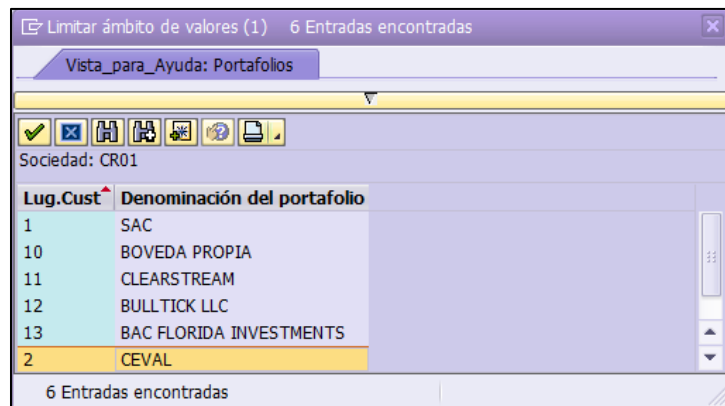 Limitar ámbito de valores (1) 6 Entradas encontradas
Vista_para_Ayuda: Portafolios
Sociedad: CR01
Lug.Cust Denominación del portafolio
1 SAC
10 BOVEDA PROPIA
11 CLEARSTREAM
12 BULLTICK LLC
13 BAC FLORIDA INVESTMENTS
2 CEVAL
6 Entradas encontradas